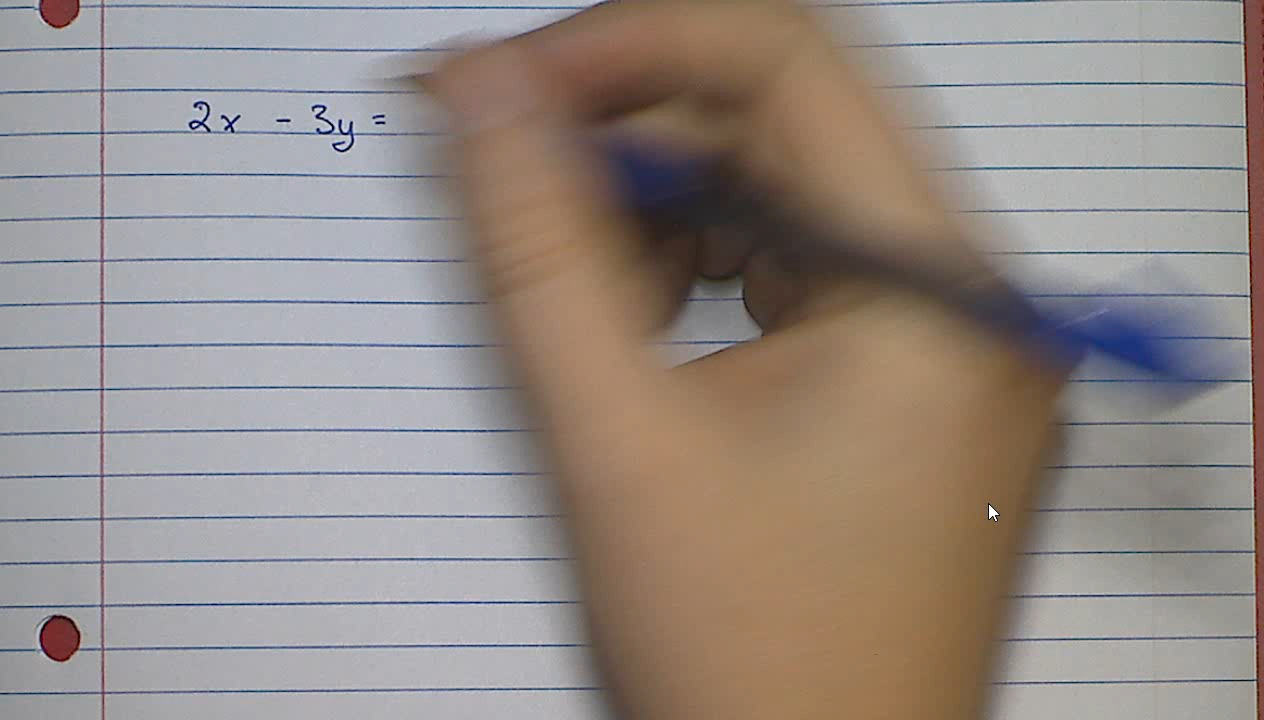 2x - 3y =